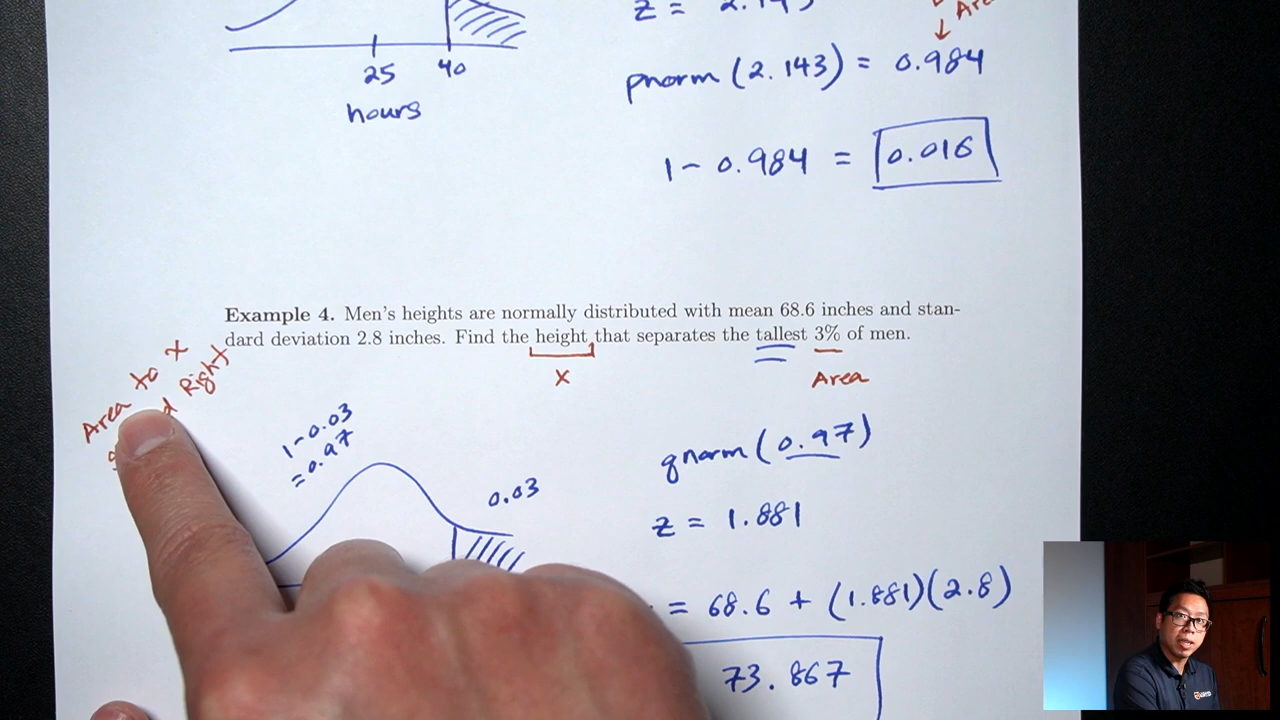 z = 2.143
25
40
hours
pnorm (2.143) = 0.984
1 - 0.984 = 0.016
Example 4. Men's heights are normally distributed with mean 68.6 inches and stan-
dard deviation 2.8 inches. Find the height that separates the tallest 3% of men.
x
Area
Area to x
Right
1-0.03
= 0.97
0.03
qnorm (0.97)
z = 1.881
= 68.6 + (1.881)(2.8)
73.867